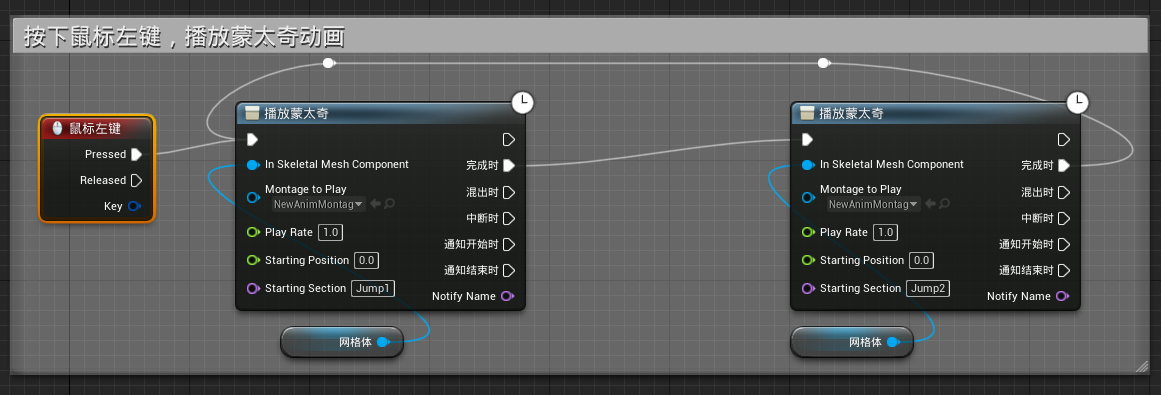 按下鼠标左键，播放蒙太奇动画
鼠标左键
Pressed
Released
Key
播放蒙太奇
In Skeletal Mesh Component
完成时
Montage to Play
NewAnimMontag
混出时
中断时
Play Rate 1.0
通知开始时
Starting Position 0.0
通知结束时
Starting Section Jump1
Notify Name
网格体
播放蒙太奇
In Skeletal Mesh Component
完成时
Montage to Play
NewAnimMontag
混出时
中断时
Play Rate 1.0
通知开始时
Starting Position 0.0
通知结束时
Starting Section Jump2
Notify Name
网格体